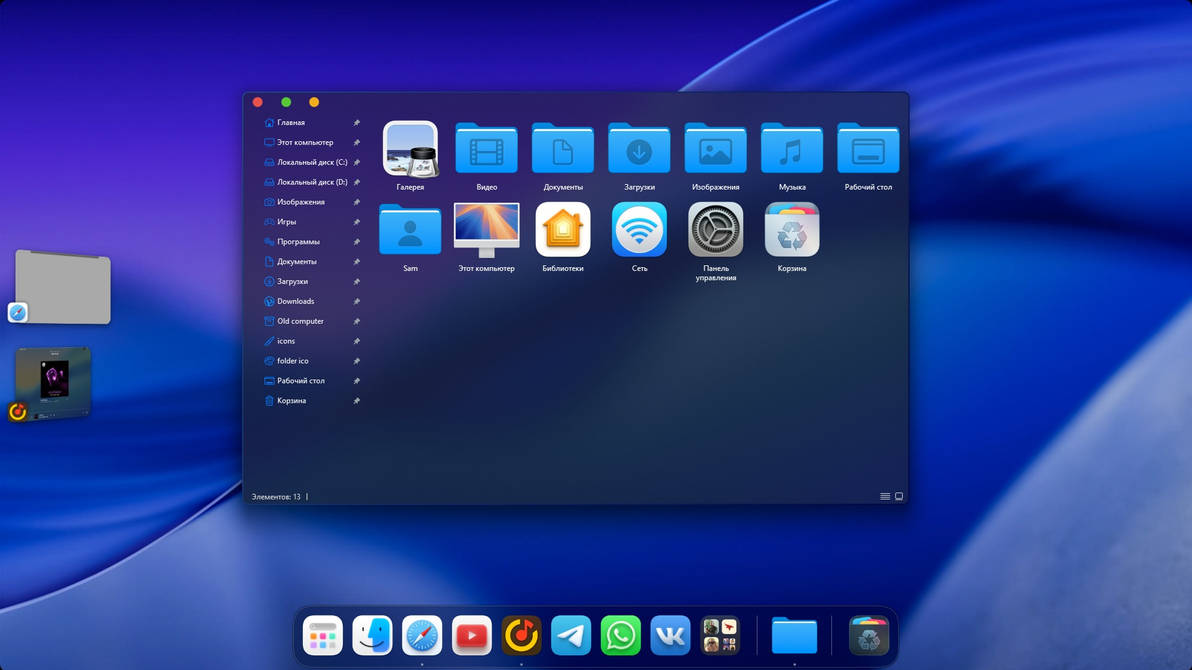 Главная
Этот компьютер
Локальный диск (C:)
Локальный диск (D:)
Изображения
Игры
Программы
Документы
Загрузки
Downloads
Old computer
icons
folder ico
Рабочий стол
Корзина
Галерея
Видео
Документы
Загрузки
Изображения
Музыка
Рабочий стол
Sam
Этот компьютер
Библиотеки
Сеть
Панель
управления
Корзина
Элементов: 13